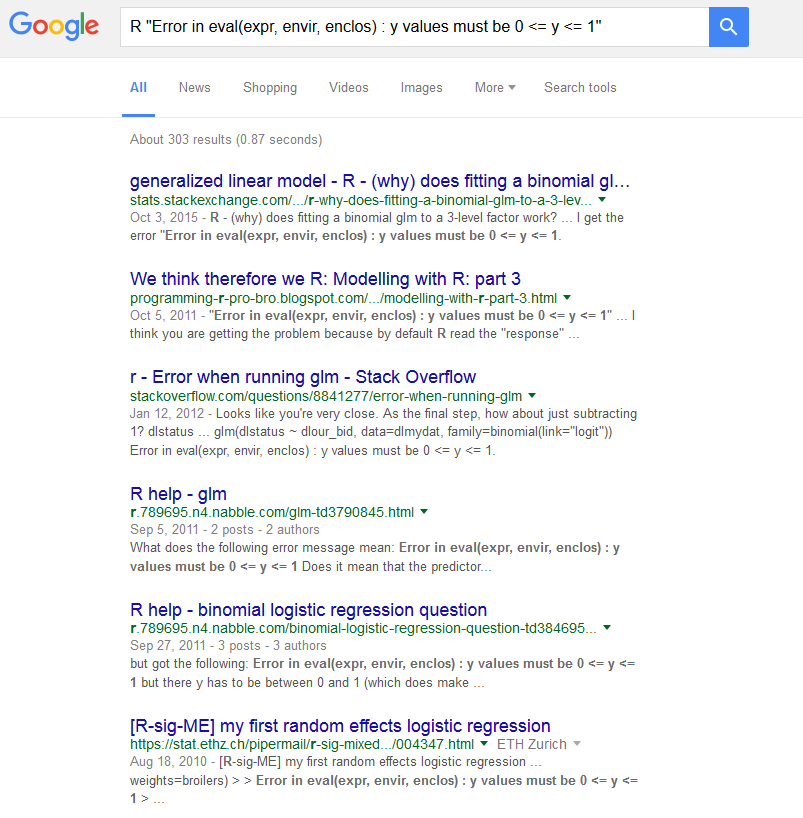 Google
R "Error in eval(expr, envir, enclos) : y values must be 0 <= y <= 1"
All News Shopping Videos Images More Search tools
About 303 results (0.87 seconds)
generalized linear model - R - (why) does fitting a binomial gl…
stats.stackexchange.com/.../r-why-does-fitting-a-binomial-glm-to-a-3-lev...
Oct 3, 2015 - R - (why) does fitting a binomial glm to a 3-level factor work? ... I get the
error "Error in eval(expr, envir, enclos) : y values must be 0 <= y <= 1.
We think therefore we R: Modelling with R: part 3
programming-r-pro-bro.blogspot.com/.../modelling-with-r-part-3.html
Oct 5, 2011 - "Error in eval(expr, envir, enclos) : y values must be 0 <= y <= 1" ... I
think you are getting the problem because by default R read the "response" ...
r - Error when running glm - Stack Overflow
stackoverflow.com/questions/8841277/error-when-running-glm
Jan 12, 2012 - Looks like you're very close. As the final step, how about just subtracting
1? dlstatus ... glm(dlstatus ~ dlour_bid, data=dlmydat, family=binomial(link="logit"))
Error in eval(expr, envir, enclos) : y values must be 0 <= y <= 1.
R help - glm
r.789695.n4.nabble.com/glm-td3790845.html
Sep 5, 2011 - 2 posts - 2 authors
What does the following error message mean: Error in eval(expr, envir, enclos) : y
values must be 0 <= y <= 1 Does it mean that the predictor...
R help - binomial logistic regression question
r.789695.n4.nabble.com/binomial-logistic-regression-question-td384695...
Sep 27, 2011 - 3 posts - 3 authors
but got the following: Error in eval(expr, envir, enclos) : y values must be 0 <= y <=
1 but there y has to be between 0 and 1 (which does make ...
[R-sig-ME] my first random effects logistic regression
https://stat.ethz.ch/pipermail/r-sig-mixed.../004347.html ETH Zurich
Aug 18, 2010 - [R-sig-ME] my first random effects logistic regression ...
weights=broilers) > > Error in eval(expr, envir, enclos) : y values must be 0 <= y <=
1 > ...